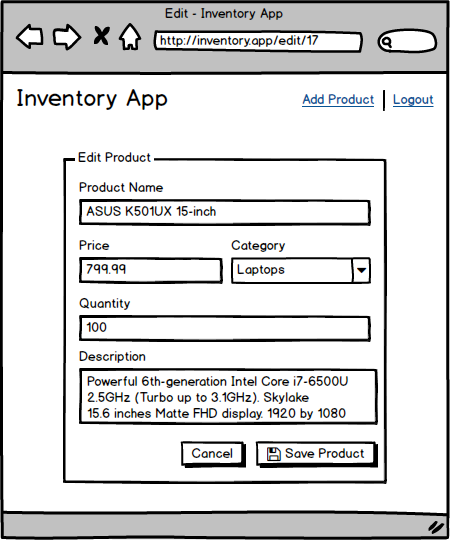 Edit - Inventory App
http://inventory.app/edit/17
Inventory App
Add Product
Logout
Edit Product
Product Name
ASUS K501UX 15-inch
Price
Category
799.99
Laptops
Quantity
100
Description
Powerful 6th-generation Intel Core i7-6500U
2.5GHz (Turbo up to 3.1GHz). Skylake
15.6 inches Matte FHD display. 1920 by 1080
Cancel
Save Product